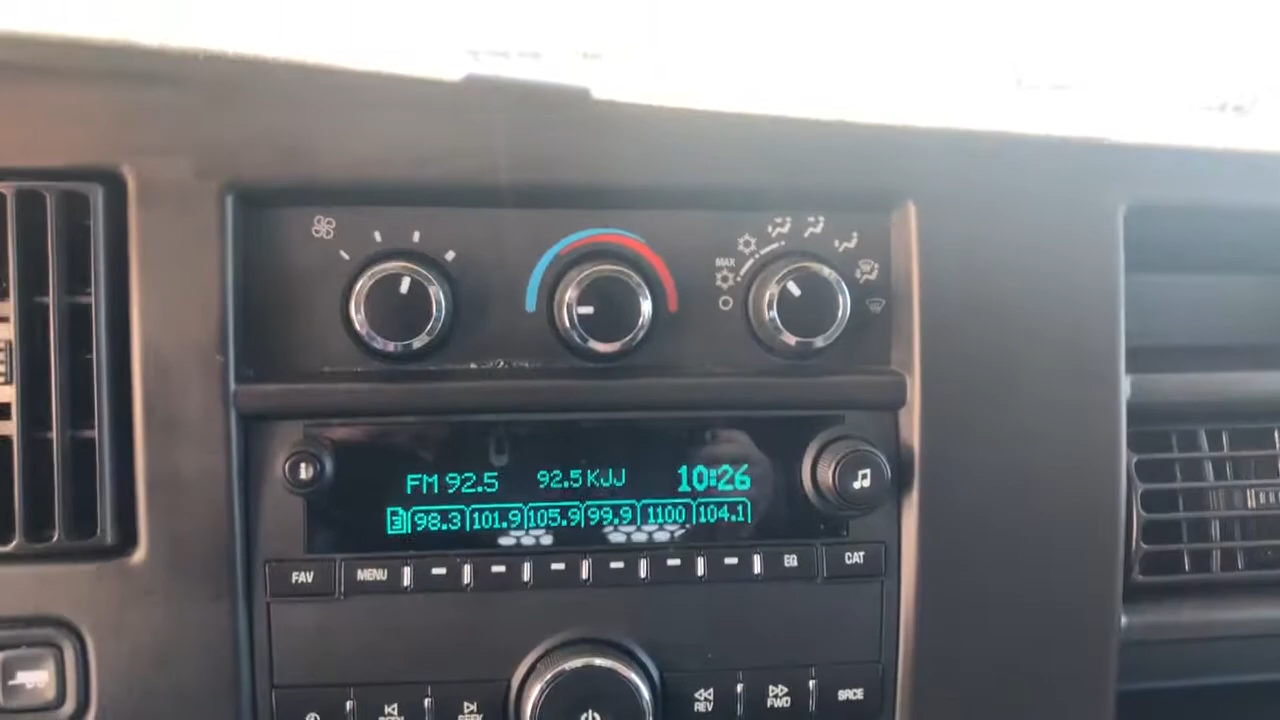 MAX
FM 92.5 92.5 KJJ 10:26
98.3 101.9 105.9 99.9 1100 104.1
FAV MENU EQ CAT
REV FWD SRCE